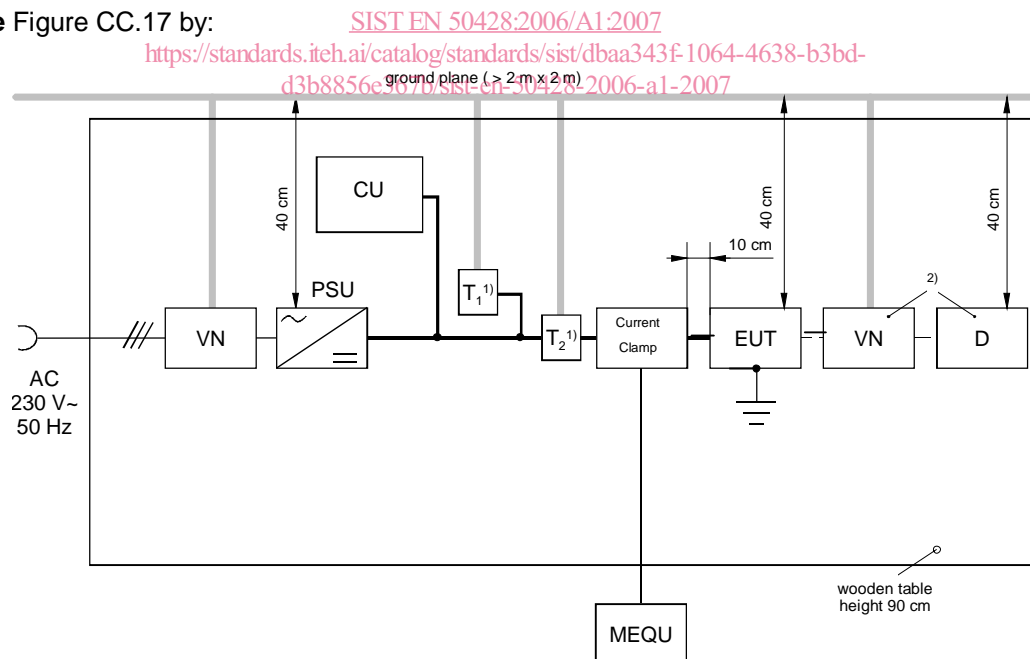 e Figure CC.17 by:
SIST EN 50428:2006/A1:2007
https://standards.iteh.ai/catalog/standards/sist/dbaa343f-1064-4638-b3bd-
d3b8856e567b/sist-en-50428-2006-a1-2007
ground plane ( > 2 m x 2 m)
CU
40 cm
40 cm
40 cm
10 cm
PSU
T1 1)
2)
VN
T2 1)
Current
Clamp
EUT
VN
D
AC
230 V~
50 Hz
wooden table
height 90 cm
MEQU